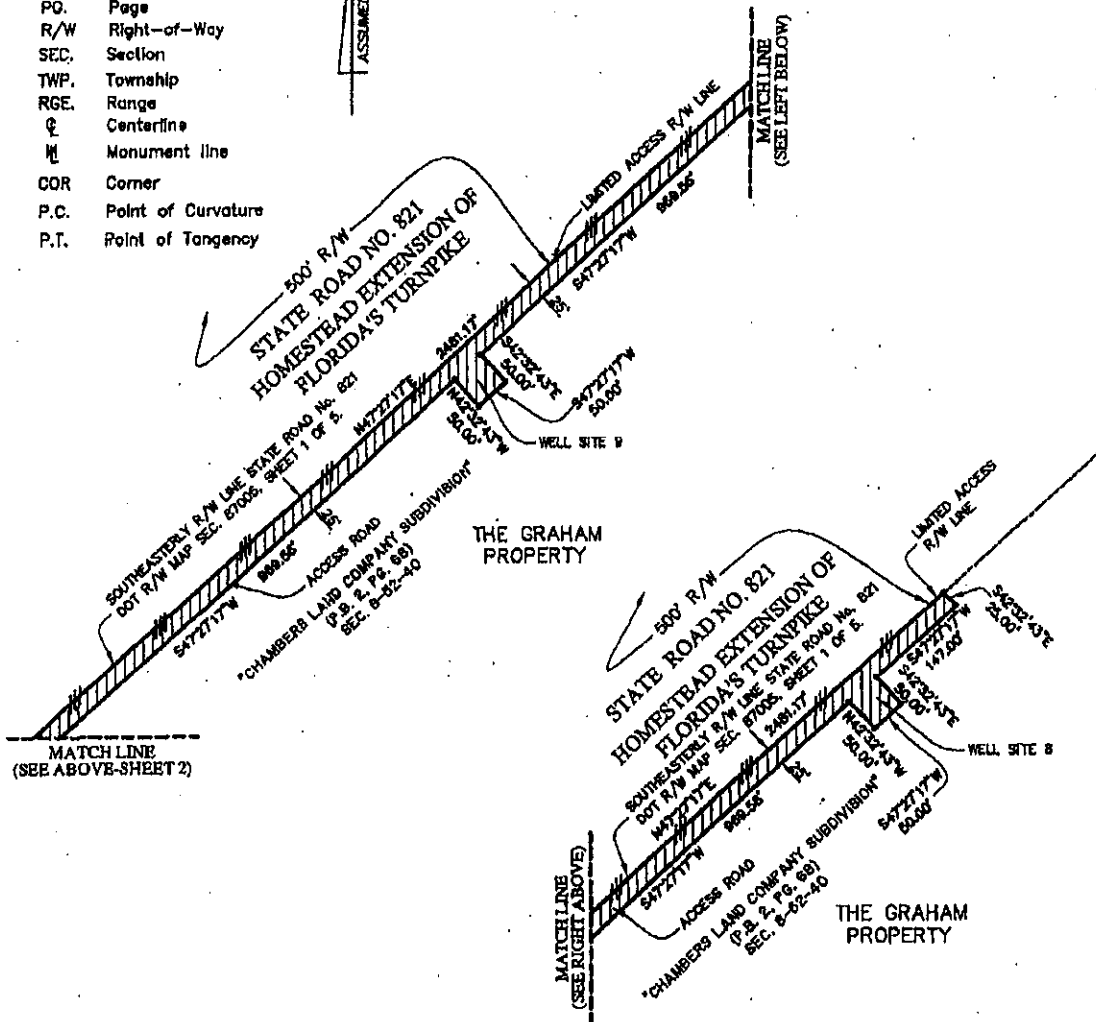 PG. Page
R/W Right-of-Way
SEC. Section
TWP. Township
RGE. Range
Centerline
Monument line
COR Corner
P.C. Point of Curvature
P.T. Point of Tangency
ASSUMED
MATCH LINE
(SEE LEFT BELOW)
LIMITED ACCESS R/W LINE
500' R/W
STATE ROAD NO. 821
HOMESTEAD EXTENSION OF
FLORIDA'S TURNPIKE
969.56'
S47°27'17"W
25'
2481.17'
N47°27'17"E
S42°32'43"E
50.00'
S47°27'17"W
50.00'
N42°32'43"W
50.00'
WELL SITE 9
SOUTHEASTERLY R/W LINE STATE ROAD No. 821
DOT R/W MAP SEC. 87005, SHEET 1 OF 5.
25'
969.56'
S47°27'17"W
ACCESS ROAD
"CHAMBERS LAND COMPANY SUBDIVISION"
(P.B. 2, PG. 68)
SEC. 8-52-40
THE GRAHAM
PROPERTY
MATCH LINE
(SEE ABOVE-SHEET 2)
LIMITED ACCESS
R/W LINE
500' R/W
STATE ROAD NO. 821
HOMESTEAD EXTENSION OF
FLORIDA'S TURNPIKE
SOUTHEASTERLY R/W LINE STATE ROAD No. 821
DOT R/W MAP SEC. 87005, SHEET 1 OF 5.
S42°32'43"E
25.00'
S47°27'17"W
147.00'
S42°32'43"E
50.00'
2481.17'
N47°27'17"E
N42°32'43"W
50.00'
WELL SITE 8
S47°27'17"W
50.00'
25'
969.56'
S47°27'17"W
ACCESS ROAD
"CHAMBERS LAND COMPANY SUBDIVISION"
(P.B. 2, PG. 68)
SEC. 8-52-40
THE GRAHAM
PROPERTY
MATCH LINE
(SEE RIGHT ABOVE)